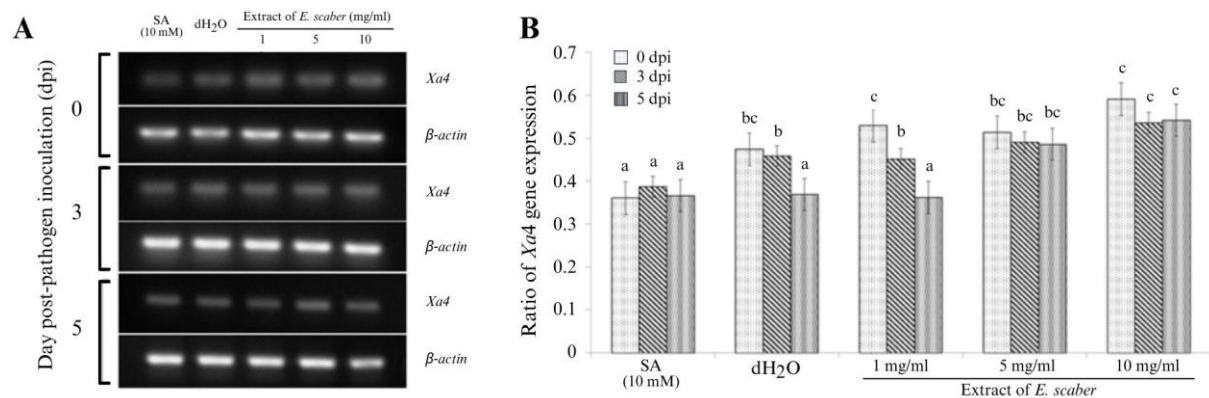 A
SA
(10 mM)
dH2O
Extract of E. scaber (mg/ml)
1
5
10
Day post-pathogen inoculation (dpi)
0
3
5
Xa4
β-actin
Xa4
β-actin
Xa4
β-actin
B
Ratio of Xa4 gene expression
0.7
0.6
0.5
0.4
0.3
0.2
0.1
0
0 dpi
3 dpi
5 dpi
a a a
bc b a
c b a
bc bc bc
c c c
SA
(10 mM)
dH2O
1 mg/ml
5 mg/ml
10 mg/ml
Extract of E. scaber